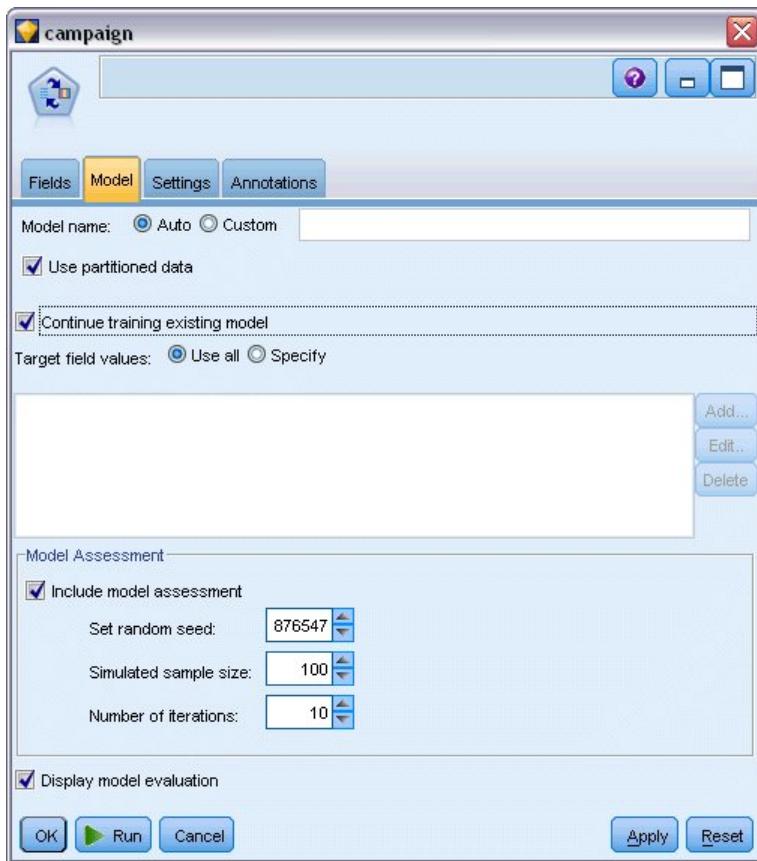 campaign
Fields Model Settings Annotations
Model name: Auto Custom
Use partitioned data
Continue training existing model
Target field values: Use all Specify
Add...
Edit..
Delete
Model Assessment
Include model assessment
Set random seed: 876547
Simulated sample size: 100
Number of iterations: 10
Display model evaluation
OK Run Cancel Apply Reset